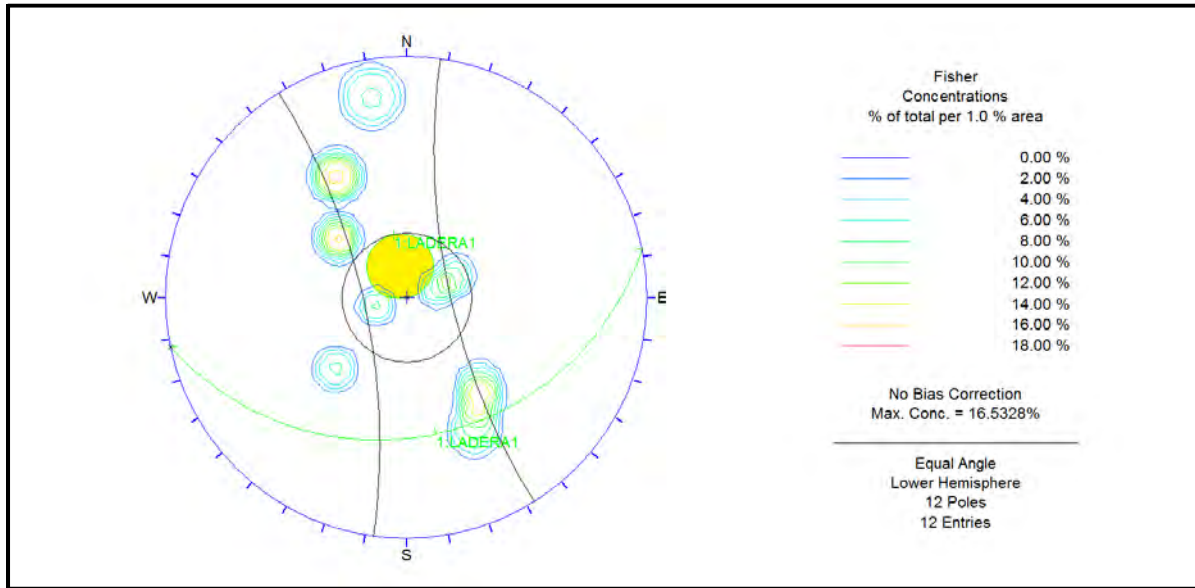 N
W
E
S
1:LADERA1
1:LADERA1
Fisher
Concentrations
% of total per 1.0 % area
0.00 %
2.00 %
4.00 %
6.00 %
8.00 %
10.00 %
12.00 %
14.00 %
16.00 %
18.00 %
No Bias Correction
Max. Conc. = 16.5328%
Equal Angle
Lower Hemisphere
12 Poles
12 Entries